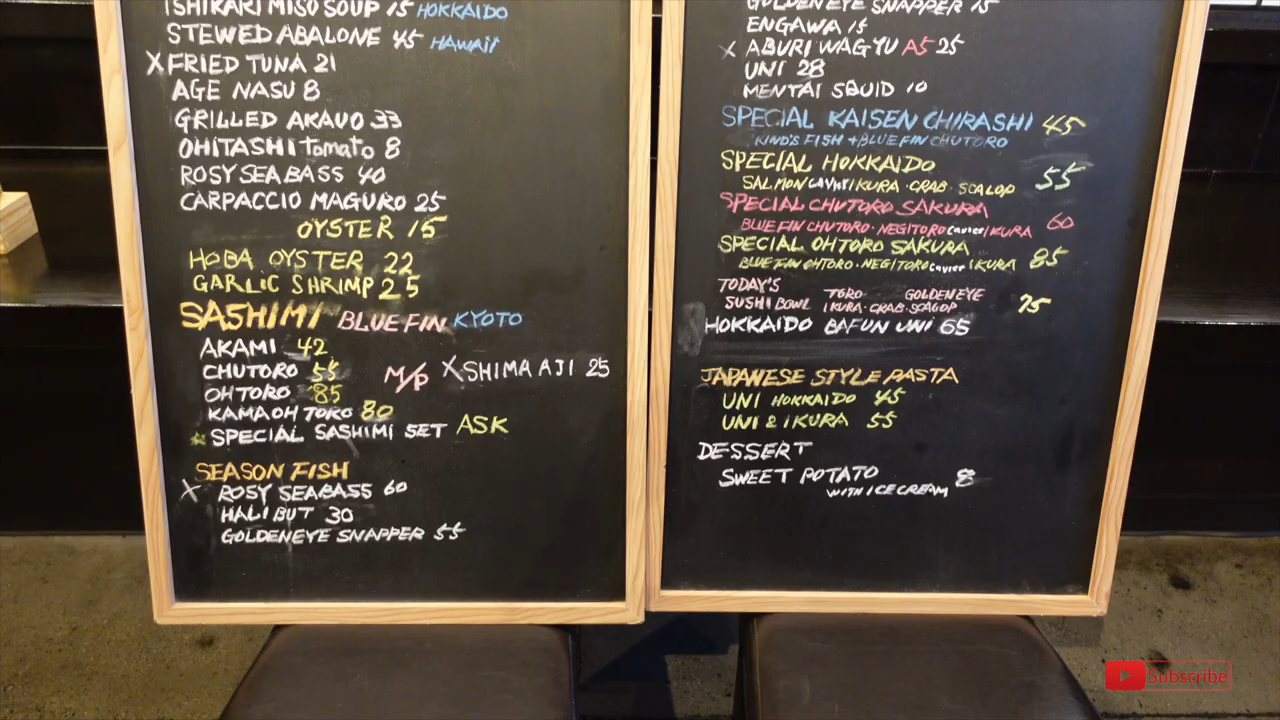 ISHIKARI MISO SOUP 15 HOKKAIDO
STEWED ABALONE 45 HAWAII
X FRIED TUNA 21
AGE NASU 8
GRILLED AKAUO 33
OHITASHI tomato 8
ROSY SEA BASS 40
CARPACCIO MAGURO 25
OYSTER 15
HOBA OYSTER 22
GARLIC SHRIMP 25
SASHIMI BLUE FIN KYOTO
AKAMI 42
CHUTORO 55
OHTORO 85
M/P X SHIMA AJI 25
KAMA OH TORO 80
SPECIAL SASHIMI SET ASK
SEASON FISH
X ROSY SEABASS 60
HALIBUT 30
GOLDENEYE SNAPPER 55
GOLDENEYE SNAPPER 15
ENGAWA 15
X ABURI WAGYU A5 25
UNI 28
MENTAI SQUID 10
SPECIAL KAISEN CHIRASHI 45
KIND'S FISH + BLUE FIN CHUTORO
SPECIAL HOKKAIDO 55
SALMON caviar IKURA · CRAB · SCALOP
SPECIAL CHUTORO SAKURA 60
BLUE FIN CHUTORO · NEGITORO caviar IKURA
SPECIAL OHTORO SAKURA 85
BLUE FIN OHTORO · NEGITORO caviar IKURA
TODAY'S TORO GOLDENEYE
SUSHI BOWL IKURA · CRAB · SCALOP 75
HOKKAIDO BAFUN UNI 65
JAPANESE STYLE PASTA
UNI HOKKAIDO 45
UNI & IKURA 55
DESSERT
SWEET POTATO 8
WITH ICE CREAM
Subscribe